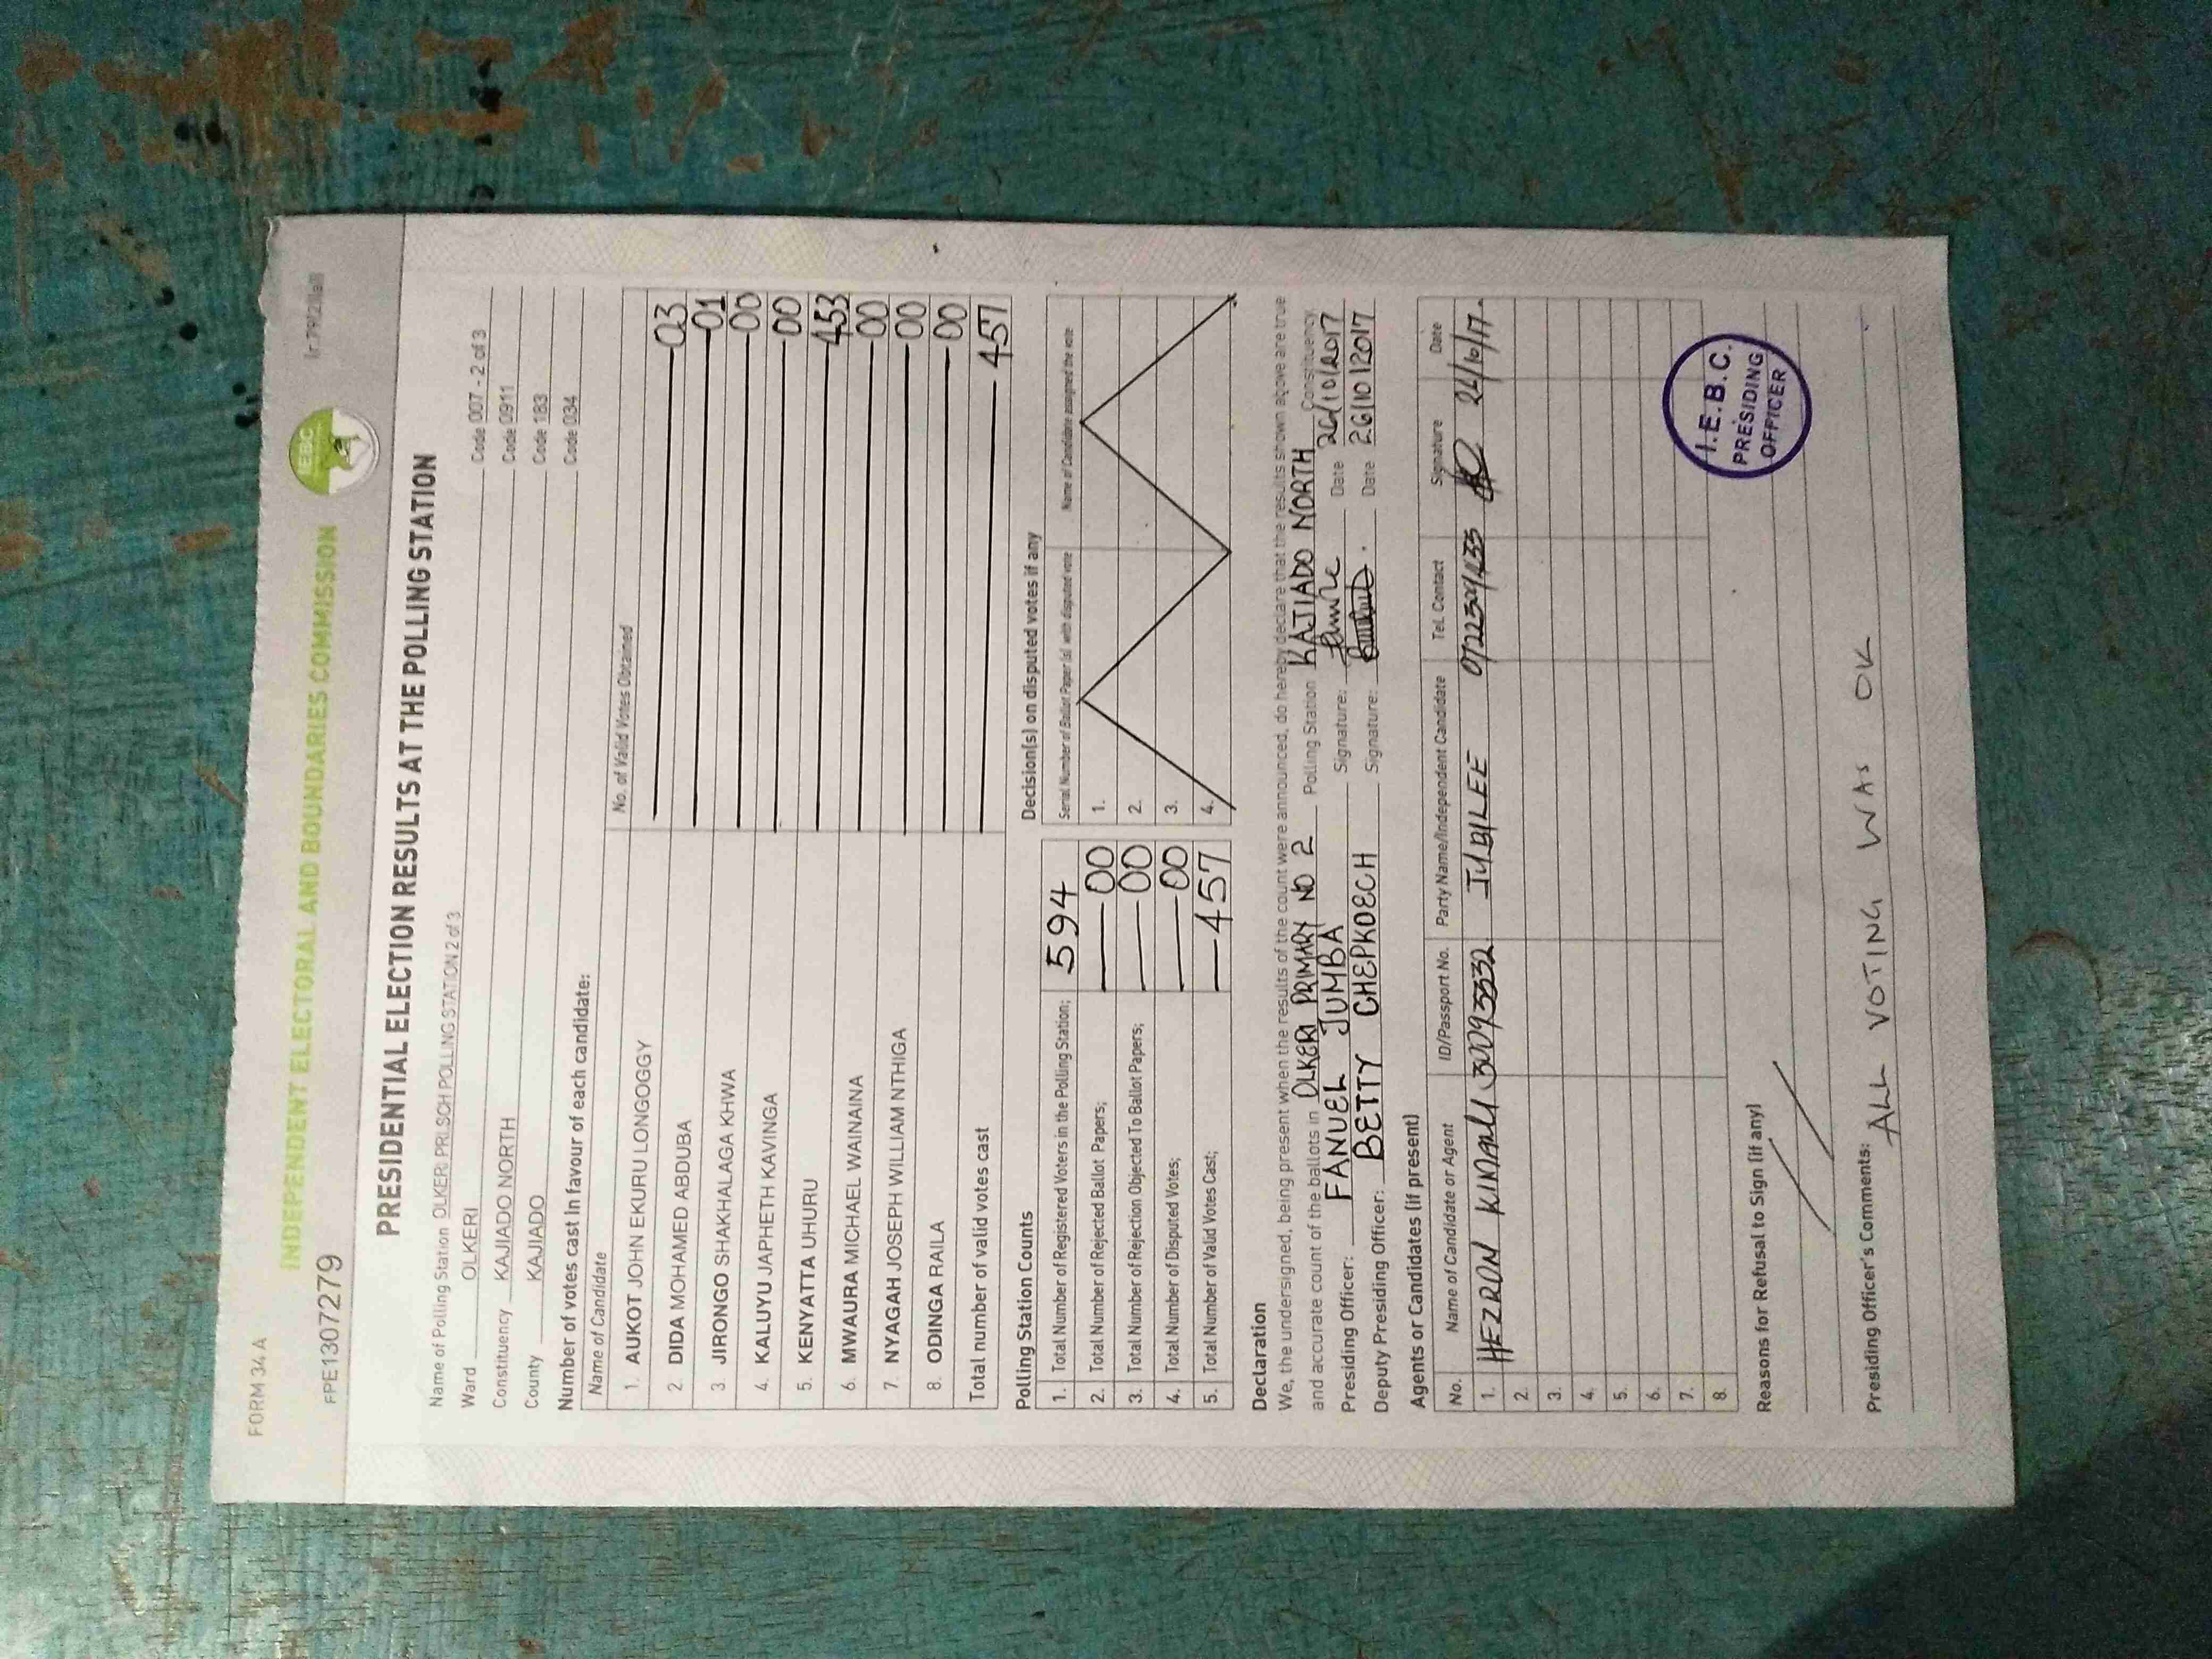 FORM 34 A
INDEPENDENT ELECTORAL AND BOUNDARIES COMMISSION
IEBC
FPE13072279
PRESIDENTIAL ELECTION RESULTS AT THE POLLING STATION
Name of Polling Station OLKERI PRI SCH POLLING STATION 2 of 3 Code 007 - 2 of 3
Ward OLKERI Code 0911
Constituency KAJIADO NORTH Code 183
County KAJIADO Code 034
Number of votes cast in favour of each candidate:
Name of Candidate No. of Valid Votes Obtained
1. AUKOT JOHN EKURU LONGOGGY 03
2. DIDA MOHAMED ABDUBA 01
3. JIRONGO SHAKHALAGA KHWA 00
4. KALUYU JAPHETH KAVINGA 00
5. KENYATTA UHURU 453
6. MWAURA MICHAEL WAINAINA 00
7. NYAGAH JOSEPH WILLIAM NTHIGA 00
8. ODINGA RAILA 00
Total number of valid votes cast 457
Polling Station Counts
1. Total Number of Registered Voters in the Polling Station; 594
2. Total Number of Rejected Ballot Papers; 00
3. Total Number of Rejection Objected To Ballot Papers; 00
4. Total Number of Disputed Votes; 00
5. Total Number of Valid Votes Cast; 457
Decision(s) on disputed votes if any
Serial Number of Ballot Paper (s) with disputed vote Name of Candidate assigned the vote
1.
2.
3.
4.
Declaration
We, the undersigned, being present when the results of the count were announced, do hereby declare that the results shown above are true
and accurate count of the ballots in OLKERI PRIMARY NO 2 Polling Station KAJIADO NORTH Constituency
Presiding Officer: FANUEL JUMBA Signature: Date 26/10/2017
Deputy Presiding Officer: BETTY CHEPKOECH Signature: Date 26/10/2017
Agents or Candidates (if present)
No. Name of Candidate or Agent ID/Passport No. Party Name/Independent Candidate Tel. Contact Signature Date
1. HEZRON JUBILEE
2.
3.
4.
5.
6.
7.
8.
I.E.B.C.
PRESIDING
OFFICER
Reasons for Refusal to Sign (if any)
Presiding Officer's Comments:
ALL VOTING WAS OK